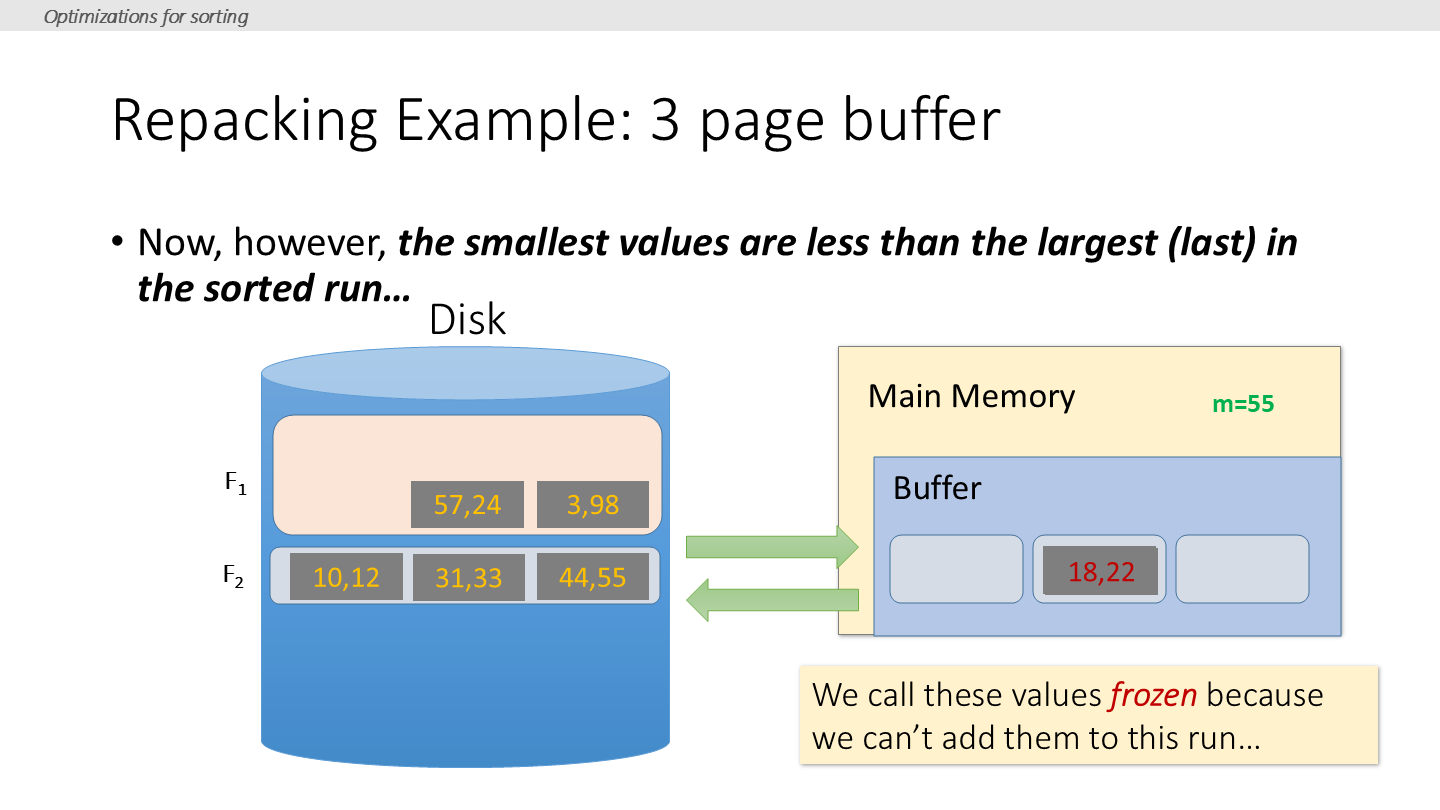 Optimizations for sorting
Repacking Example: 3 page buffer
• Now, however, the smallest values are less than the largest (last) in
the sorted run…
Disk
Main Memory
m=55
F1
57,24
3,98
Buffer
F2
10,12
31,33
44,55
18,22
We call these values frozen because
we can’t add them to this run…